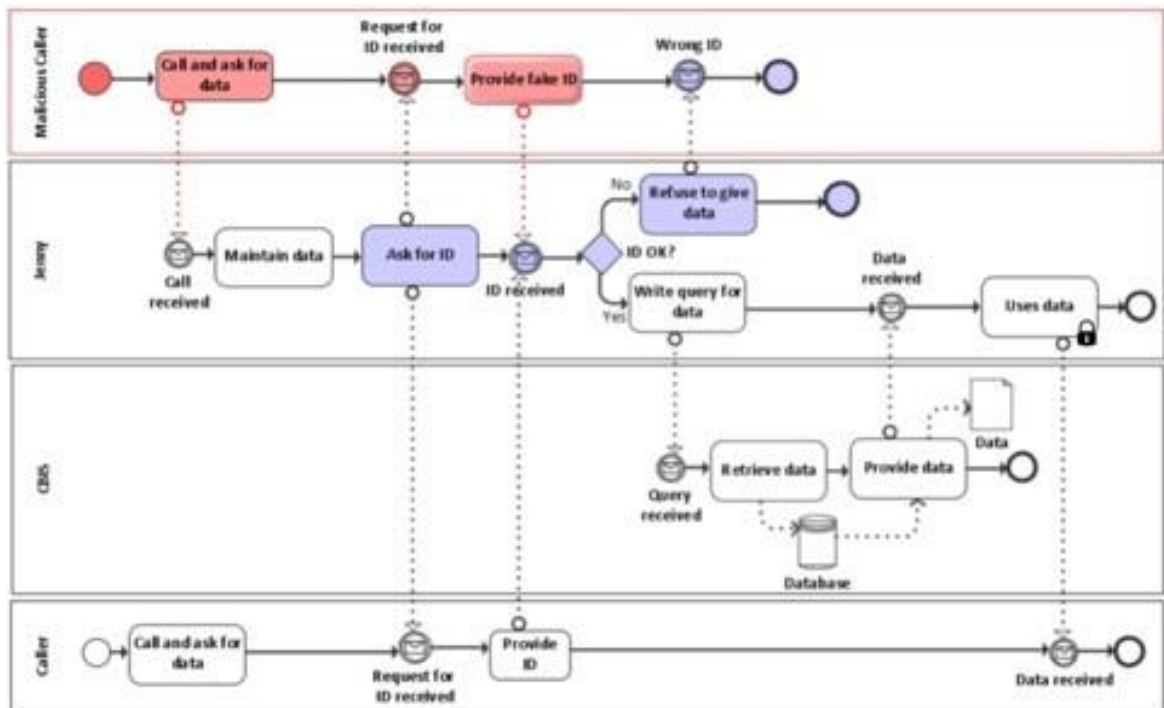 Malicious Caller
Call and ask for
data
Request for
ID received
Provide fake ID
Wrong ID
Jenny
Call
received
Maintain data
Ask for ID
ID received
No
Refuse to give
data
ID OK?
Yes
Write query for
data
Data
received
Uses data
CBIS
Query
received
Retrieve data
Provide data
Data
Database
Caller
Call and ask for
data
Request for
ID received
Provide
ID
Data received